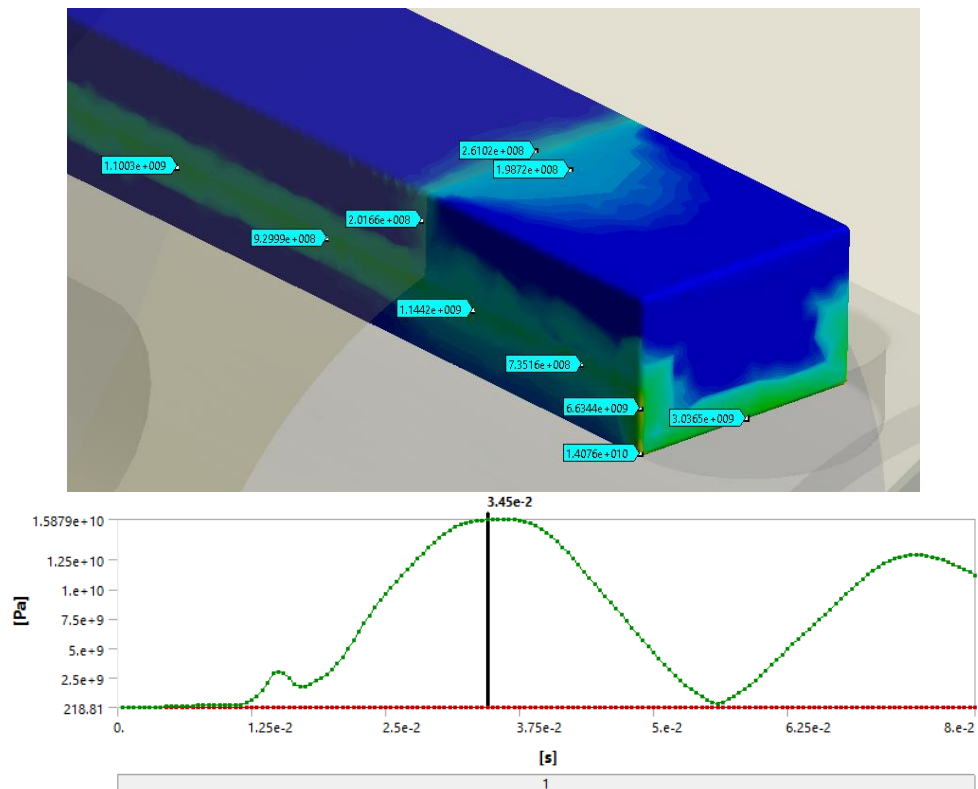 2.6102e+008
1.9872e+008
1.1003e+009
2.0166e+008
9.2999e+008
1.1442e+009
7.3516e+008
6.6344e+009
3.0365e+009
1.4076e+010
3.45e-2
1.5879e+10
1.25e+10
1.e+10
7.5e+9
5.e+9
2.5e+9
218.81
[Pa]
0.
1.25e-2
2.5e-2
3.75e-2
5.e-2
6.25e-2
8.e-2
[s]
1